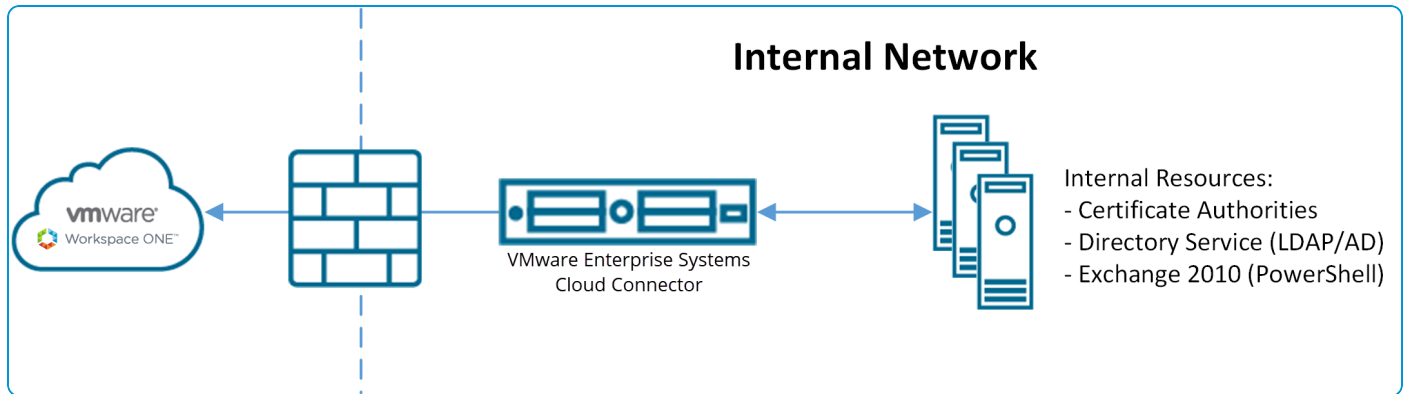 Internal Network
vmware®
Workspace ONE™
VMware Enterprise Systems
Cloud Connector
Internal Resources:
- Certificate Authorities
- Directory Service (LDAP/AD)
- Exchange 2010 (PowerShell)